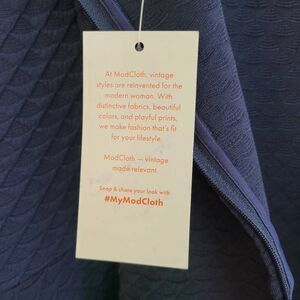 At ModCloth, vintage
styles are reinvented for the
modern woman. With
distinctive fabrics, beautiful
colors, and playful prints,
we make fashion that's fit
for your lifestyle.
ModCloth — vintage
made relevant.
Snap & share your look with
#MyModCloth